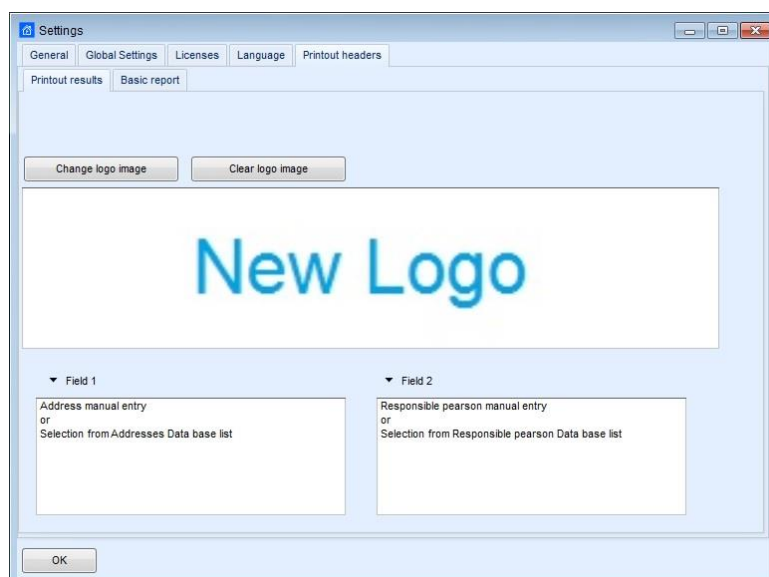 Settings
General Global Settings Licenses Language Printout headers
Printout results Basic report
Change logo image Clear logo image
New Logo
Field 1 Field 2
Address manual entry
or
Selection from Addresses Data base list
Responsible pearson manual entry
or
Selection from Responsible pearson Data base list
OK